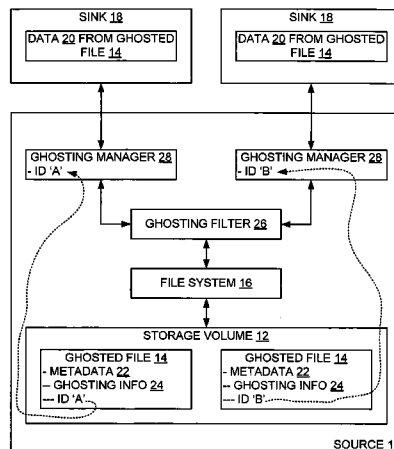 SINK 18
DATA 20 FROM GHOSTED
FILE 14
SINK 18
DATA 20 FROM GHOSTED
FILE 14
GHOSTING MANAGER 28
- ID 'A'
GHOSTING MANAGER 28
- ID 'B'
GHOSTING FILTER 26
FILE SYSTEM 16
STORAGE VOLUME 12
GHOSTED FILE 14
- METADATA 22
-- GHOSTING INFO 24
--- ID 'A'
GHOSTED FILE 14
- METADATA 22
-- GHOSTING INFO 24
--- ID 'B'
SOURCE 1